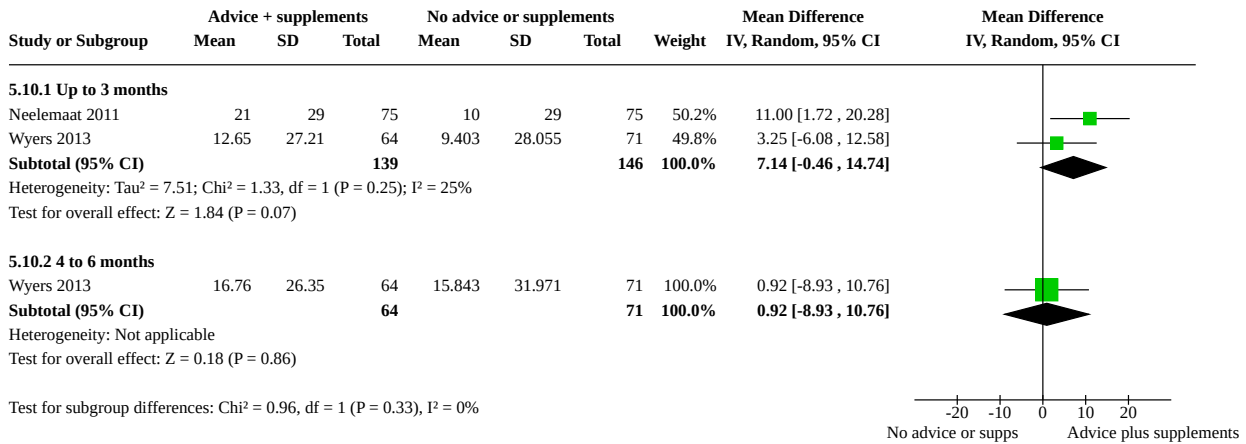 Advice + supplements No advice or supplements Mean Difference Mean Difference
Study or Subgroup Mean SD Total Mean SD Total Weight IV, Random, 95% CI IV, Random, 95% CI
5.10.1 Up to 3 months
Neelemaat 2011 21 29 75 10 29 75 50.2% 11.00 [1.72 , 20.28]
Wyers 2013 12.65 27.21 64 9.403 28.055 71 49.8% 3.25 [-6.08 , 12.58]
Subtotal (95% CI) 139 146 100.0% 7.14 [-0.46 , 14.74]
Heterogeneity: Tau² = 7.51; Chi² = 1.33, df = 1 (P = 0.25); I² = 25%
Test for overall effect: Z = 1.84 (P = 0.07)
5.10.2 4 to 6 months
Wyers 2013 16.76 26.35 64 15.843 31.971 71 100.0% 0.92 [-8.93 , 10.76]
Subtotal (95% CI) 64 71 100.0% 0.92 [-8.93 , 10.76]
Heterogeneity: Not applicable
Test for overall effect: Z = 0.18 (P = 0.86)
Test for subgroup differences: Chi² = 0.96, df = 1 (P = 0.33), I² = 0%
-20 -10 0 10 20
No advice or supps Advice plus supplements